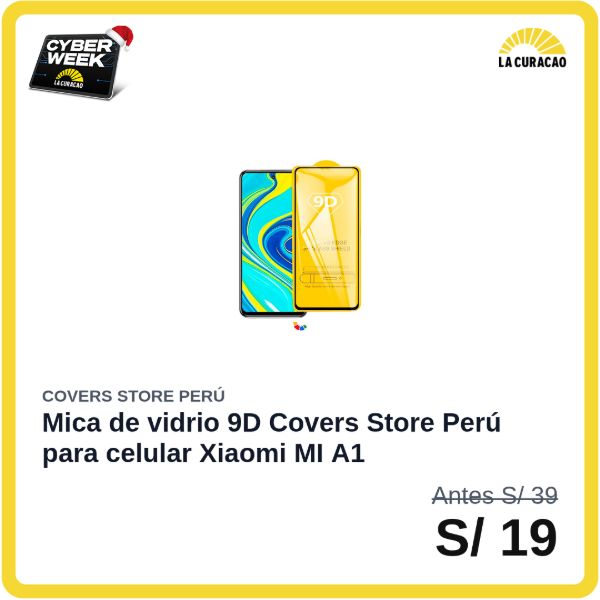 CYBER
WEEK
LA CURACAO
LA CURACAO
9D
COVERS STORE PERÚ
Mica de vidrio 9D Covers Store Perú
para celular Xiaomi MI A1
Antes S/ 39
S/ 19